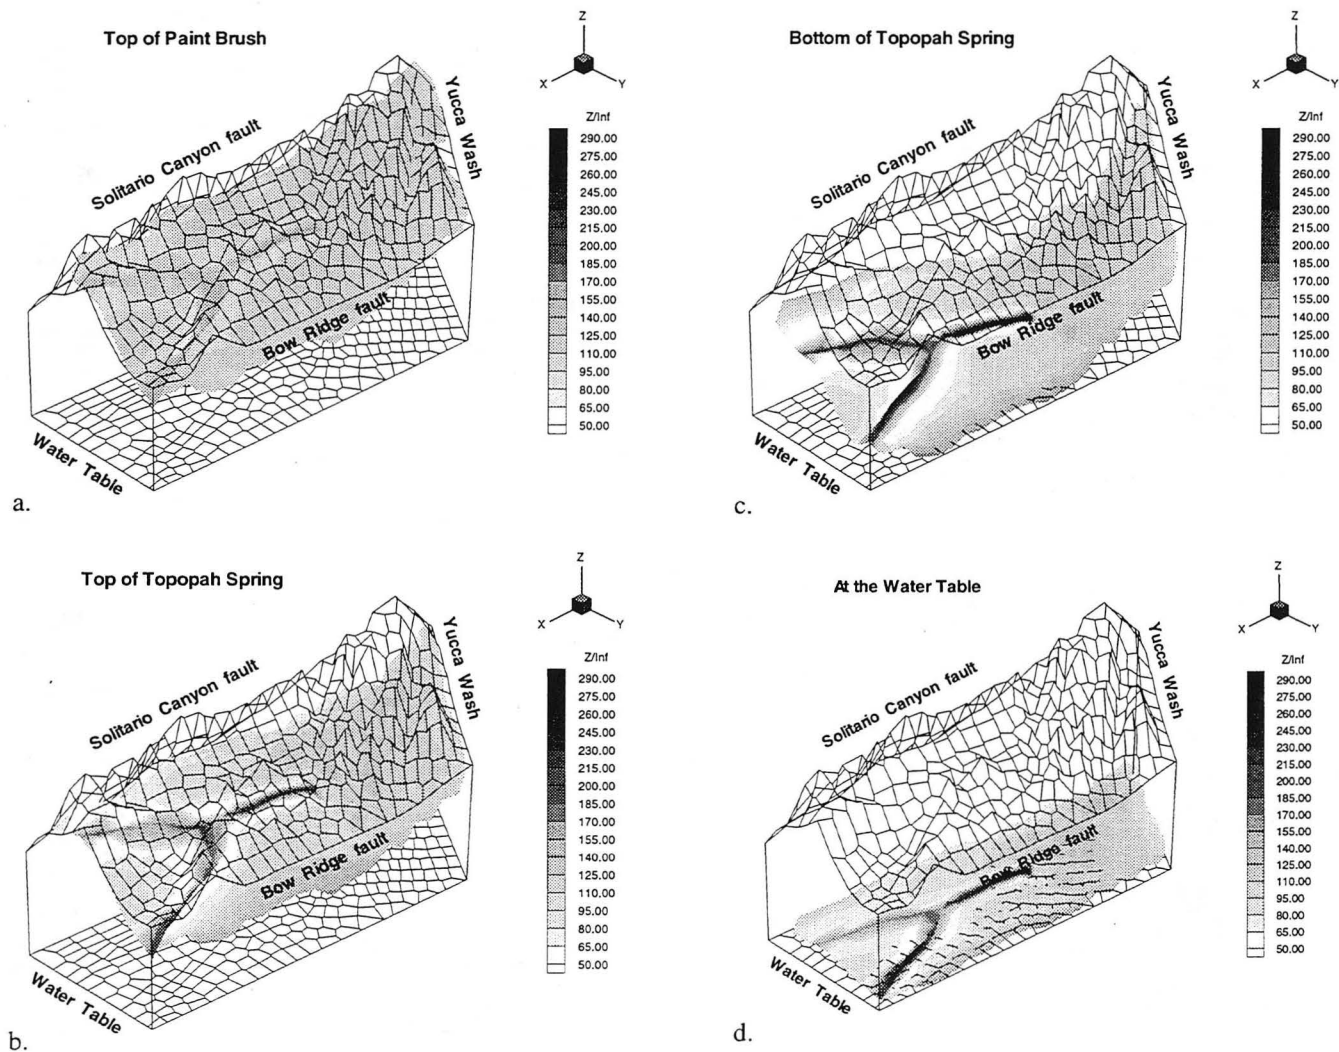 Top of Paint Brush
Z
X
Y
Solitario Canyon fault
Yucca Wash
Bow Ridge fault
Water Table
Z/Inf
290.00
275.00
260.00
245.00
230.00
215.00
200.00
185.00
170.00
155.00
140.00
125.00
110.00
95.00
80.00
65.00
50.00
a.
Bottom of Topopah Spring
Z
X
Y
Solitario Canyon fault
Yucca Wash
Bow Ridge fault
Water Table
Z/Inf
290.00
275.00
260.00
245.00
230.00
215.00
200.00
185.00
170.00
155.00
140.00
125.00
110.00
95.00
80.00
65.00
50.00
c.
Top of Topopah Spring
Z
X
Y
Solitario Canyon fault
Yucca Wash
Bow Ridge fault
Water Table
Z/Inf
290.00
275.00
260.00
245.00
230.00
215.00
200.00
185.00
170.00
155.00
140.00
125.00
110.00
95.00
80.00
65.00
50.00
b.
At the Water Table
Z
X
Y
Solitario Canyon fault
Yucca Wash
Bow Ridge fault
Water Table
Z/Inf
290.00
275.00
260.00
245.00
230.00
215.00
200.00
185.00
170.00
155.00
140.00
125.00
110.00
95.00
80.00
65.00
50.00
d.